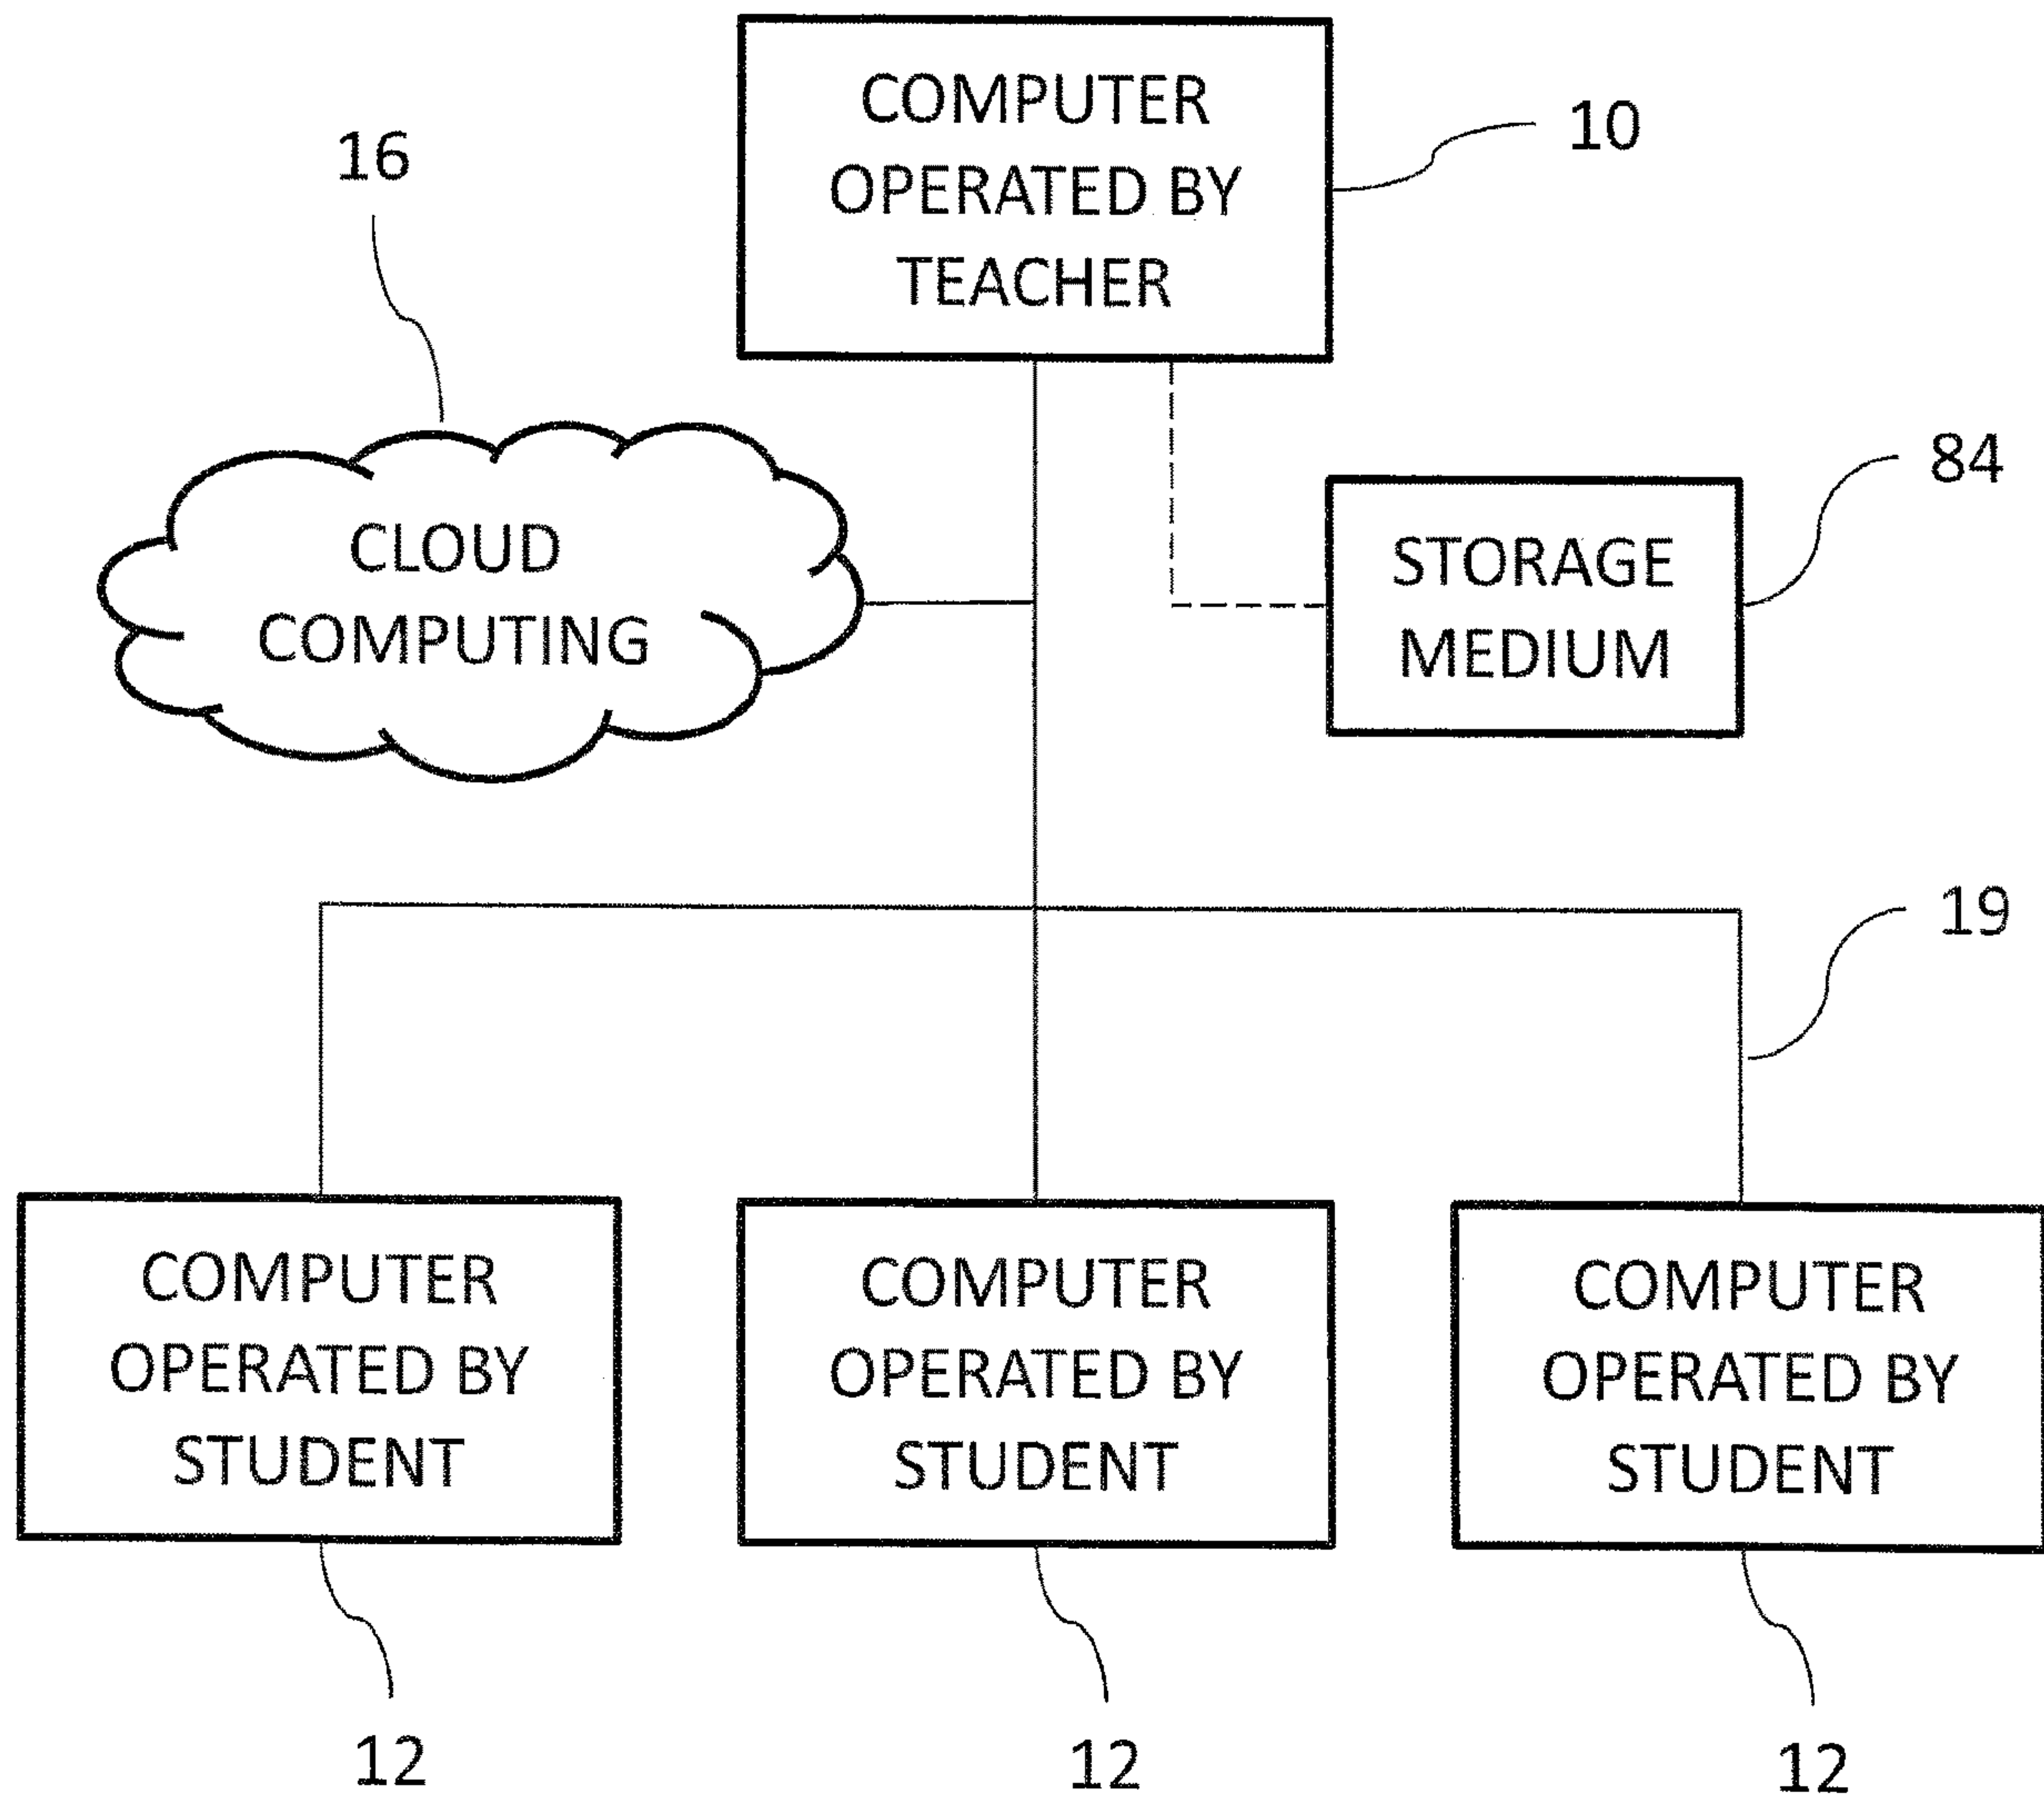 COMPUTER
OPERATED BY
TEACHER
10
16
CLOUD
COMPUTING
84
STORAGE
MEDIUM
19
COMPUTER
OPERATED BY
STUDENT
COMPUTER
OPERATED BY
STUDENT
COMPUTER
OPERATED BY
STUDENT
12
12
12